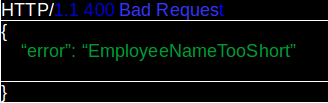 HTTP/1.1 400 Bad Request
{
“error”: “EmployeeNameTooShort”
}